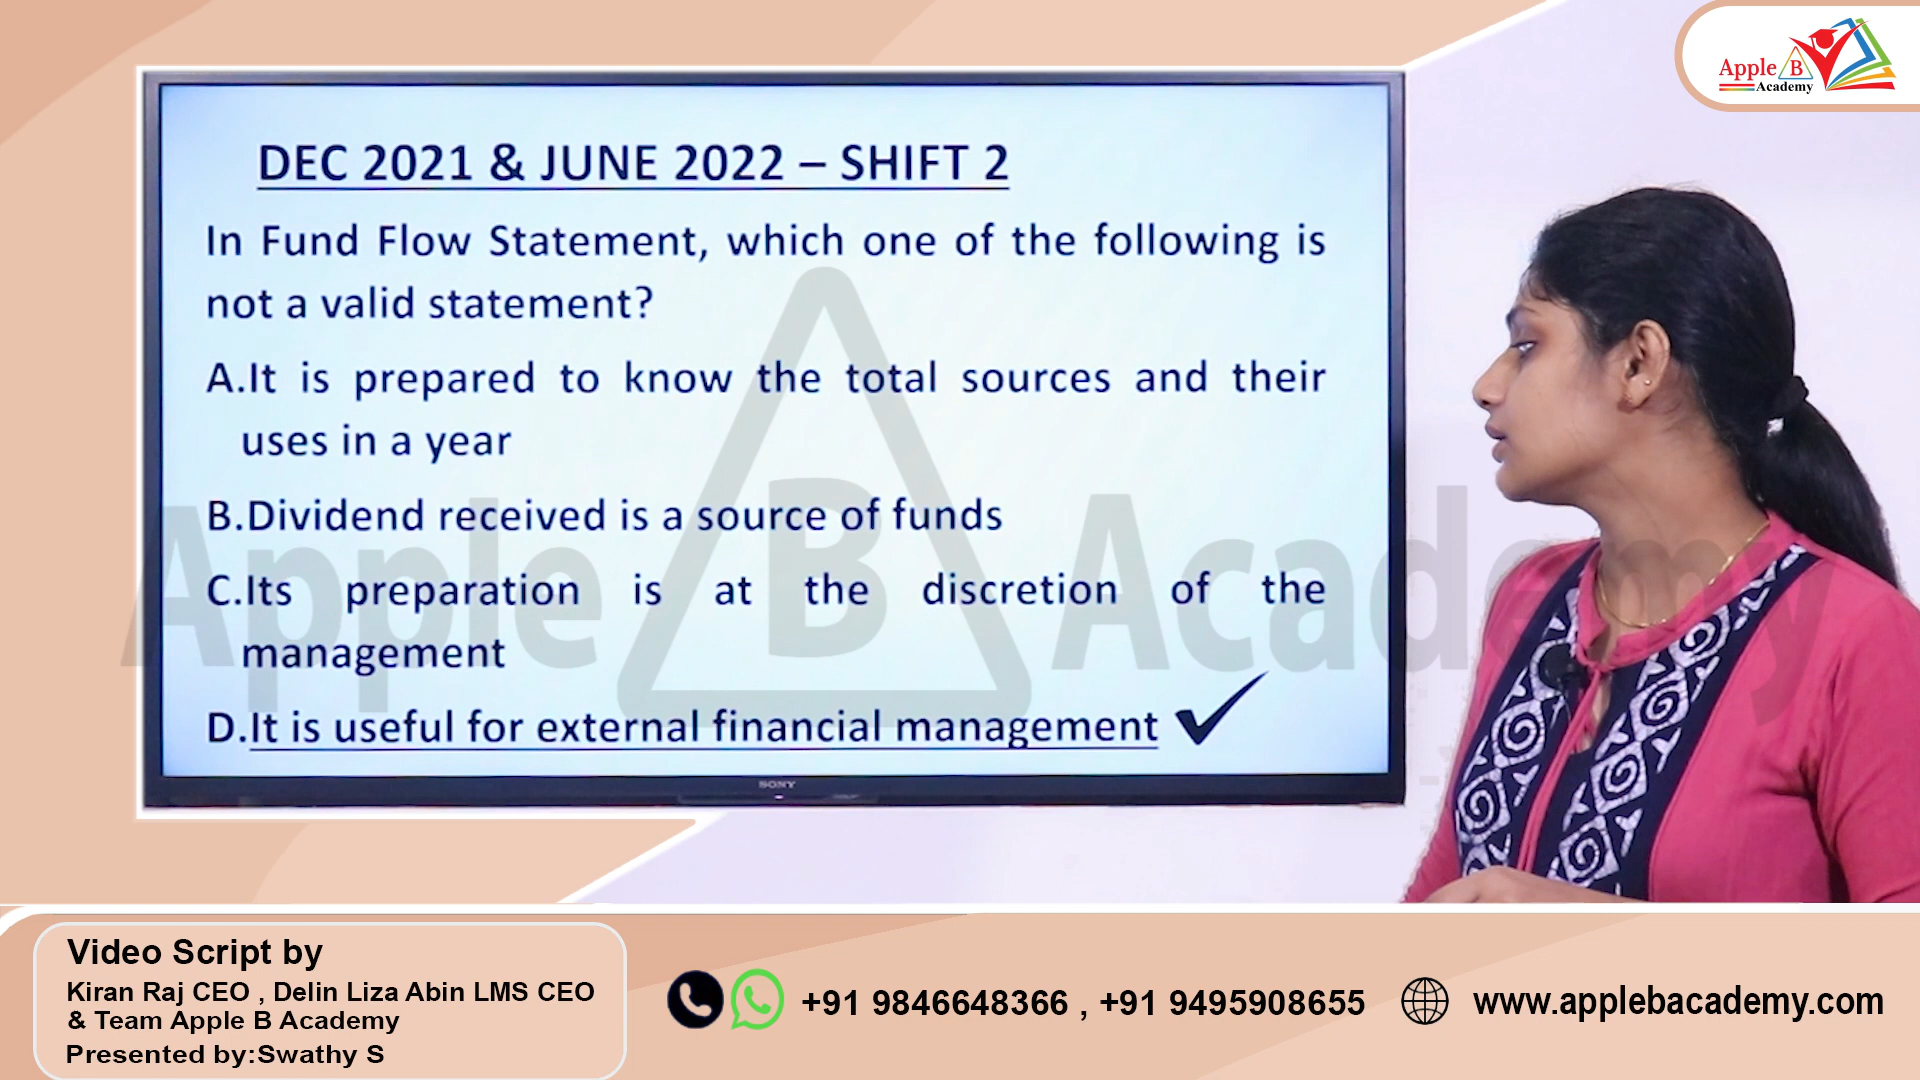 Apple B
Academy
DEC 2021 & JUNE 2022 – SHIFT 2
In Fund Flow Statement, which one of the following is
not a valid statement?
A.It is prepared to know the total sources and their
uses in a year
B.Dividend received is a source of funds
C.Its preparation is at the discretion of the
management
D.It is useful for external financial management
Apple B Academy
SONY
Video Script by
Kiran Raj CEO , Delin Liza Abin LMS CEO
& Team Apple B Academy
Presented by:Swathy S
+91 9846648366 , +91 9495908655
www.applebacademy.com